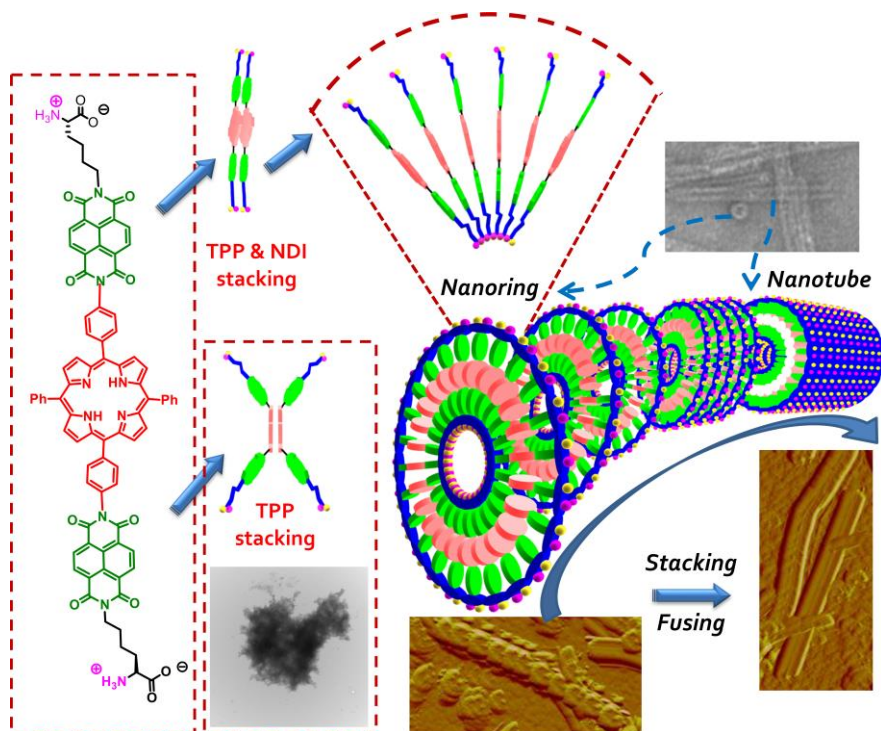 ⊕
H₃N
O
O⊖
O
N
O
O
N
O
TPP & NDI
stacking
Nanoring
Nanotube
N
HN
Ph
Ph
NH
N
TPP
stacking
O
N
O
O
N
O
Stacking
Fusing
⊕
H₃N
O
O⊖